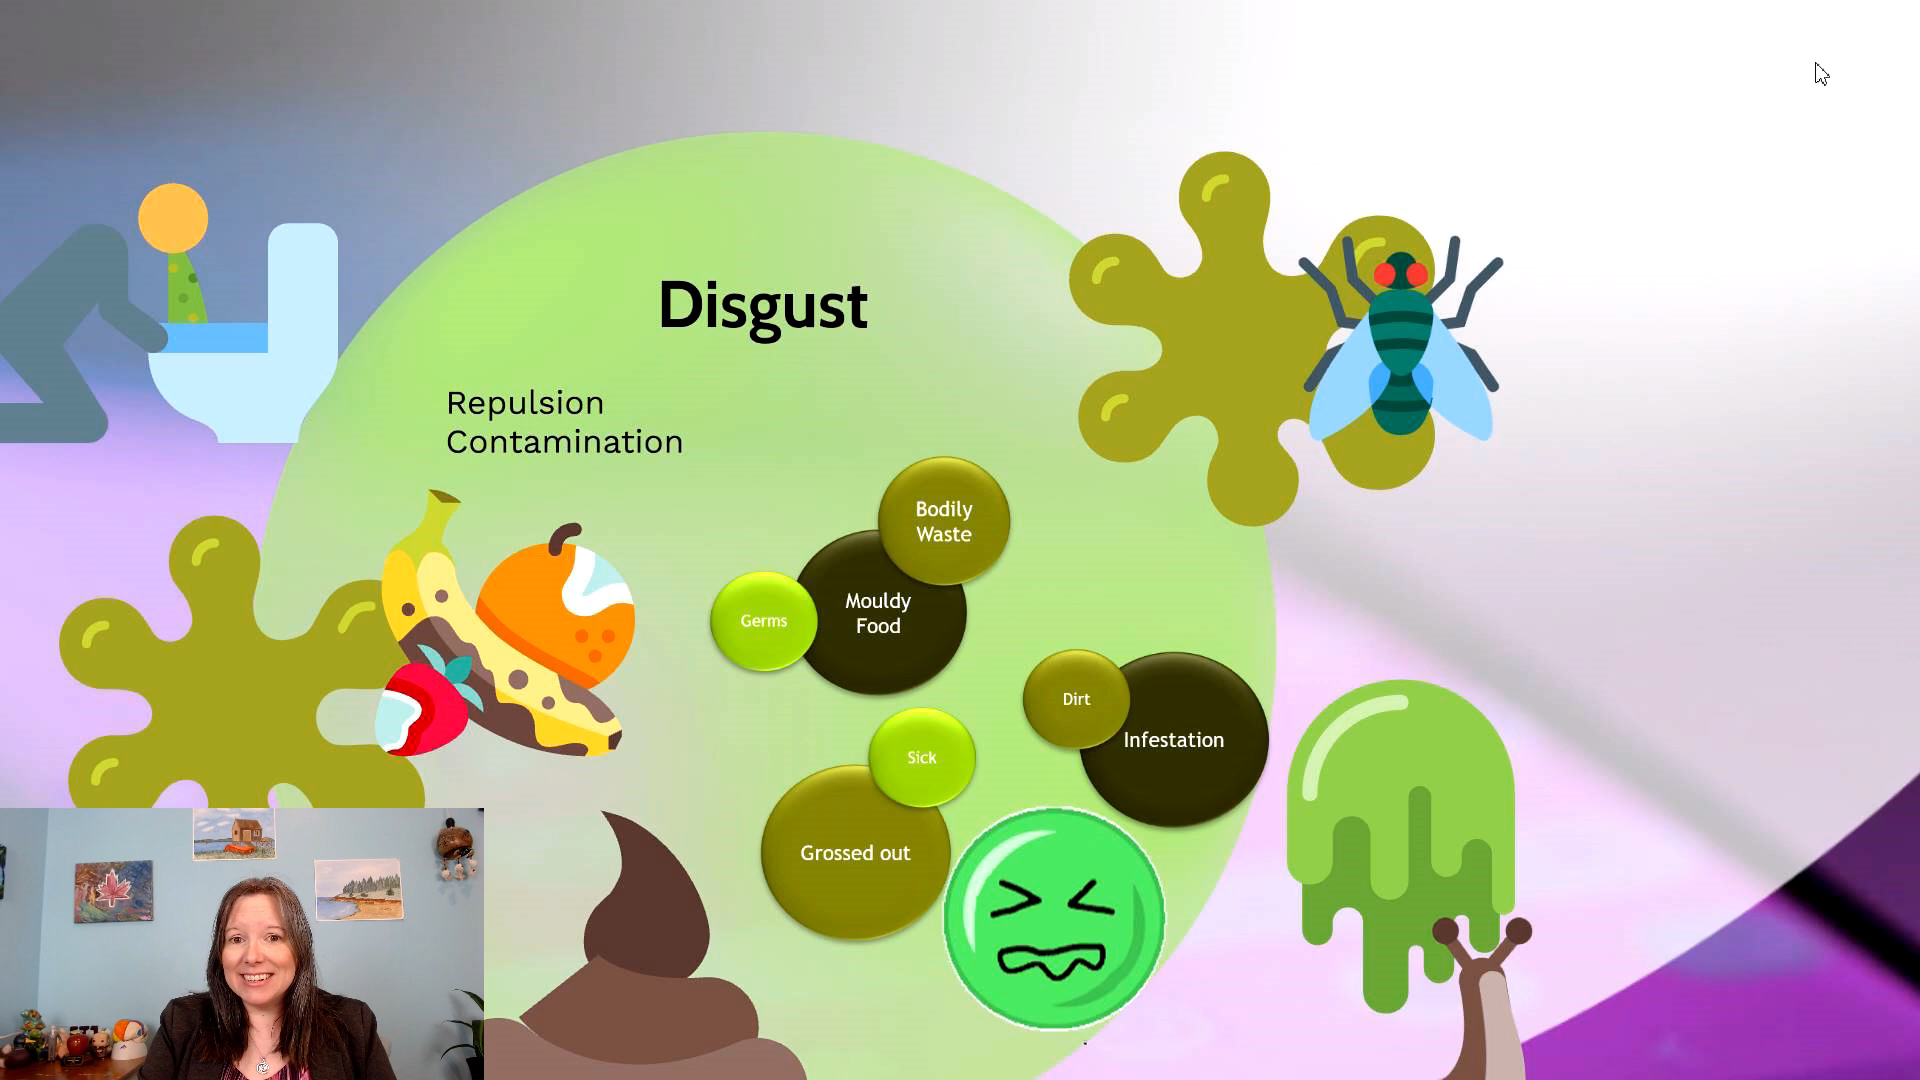 Disgust
Repulsion
Contamination
Bodily
Waste
Mouldy
Food
Germs
Dirt
Infestation
Sick
Grossed out